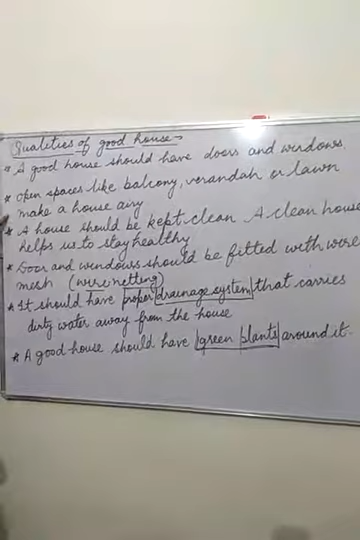 Qualities of good house →
* A good house should have doors and windows.
* Open spaces like balcony, verandah or lawn
make a house airy
* A house should be kept clean A clean house
helps us to stay healthy
* Door and windows should be fitted with wire
mesh (wire netting)
* It should have proper drainage system that carries
dirty water away from the house
* A good house should have green plants around it.